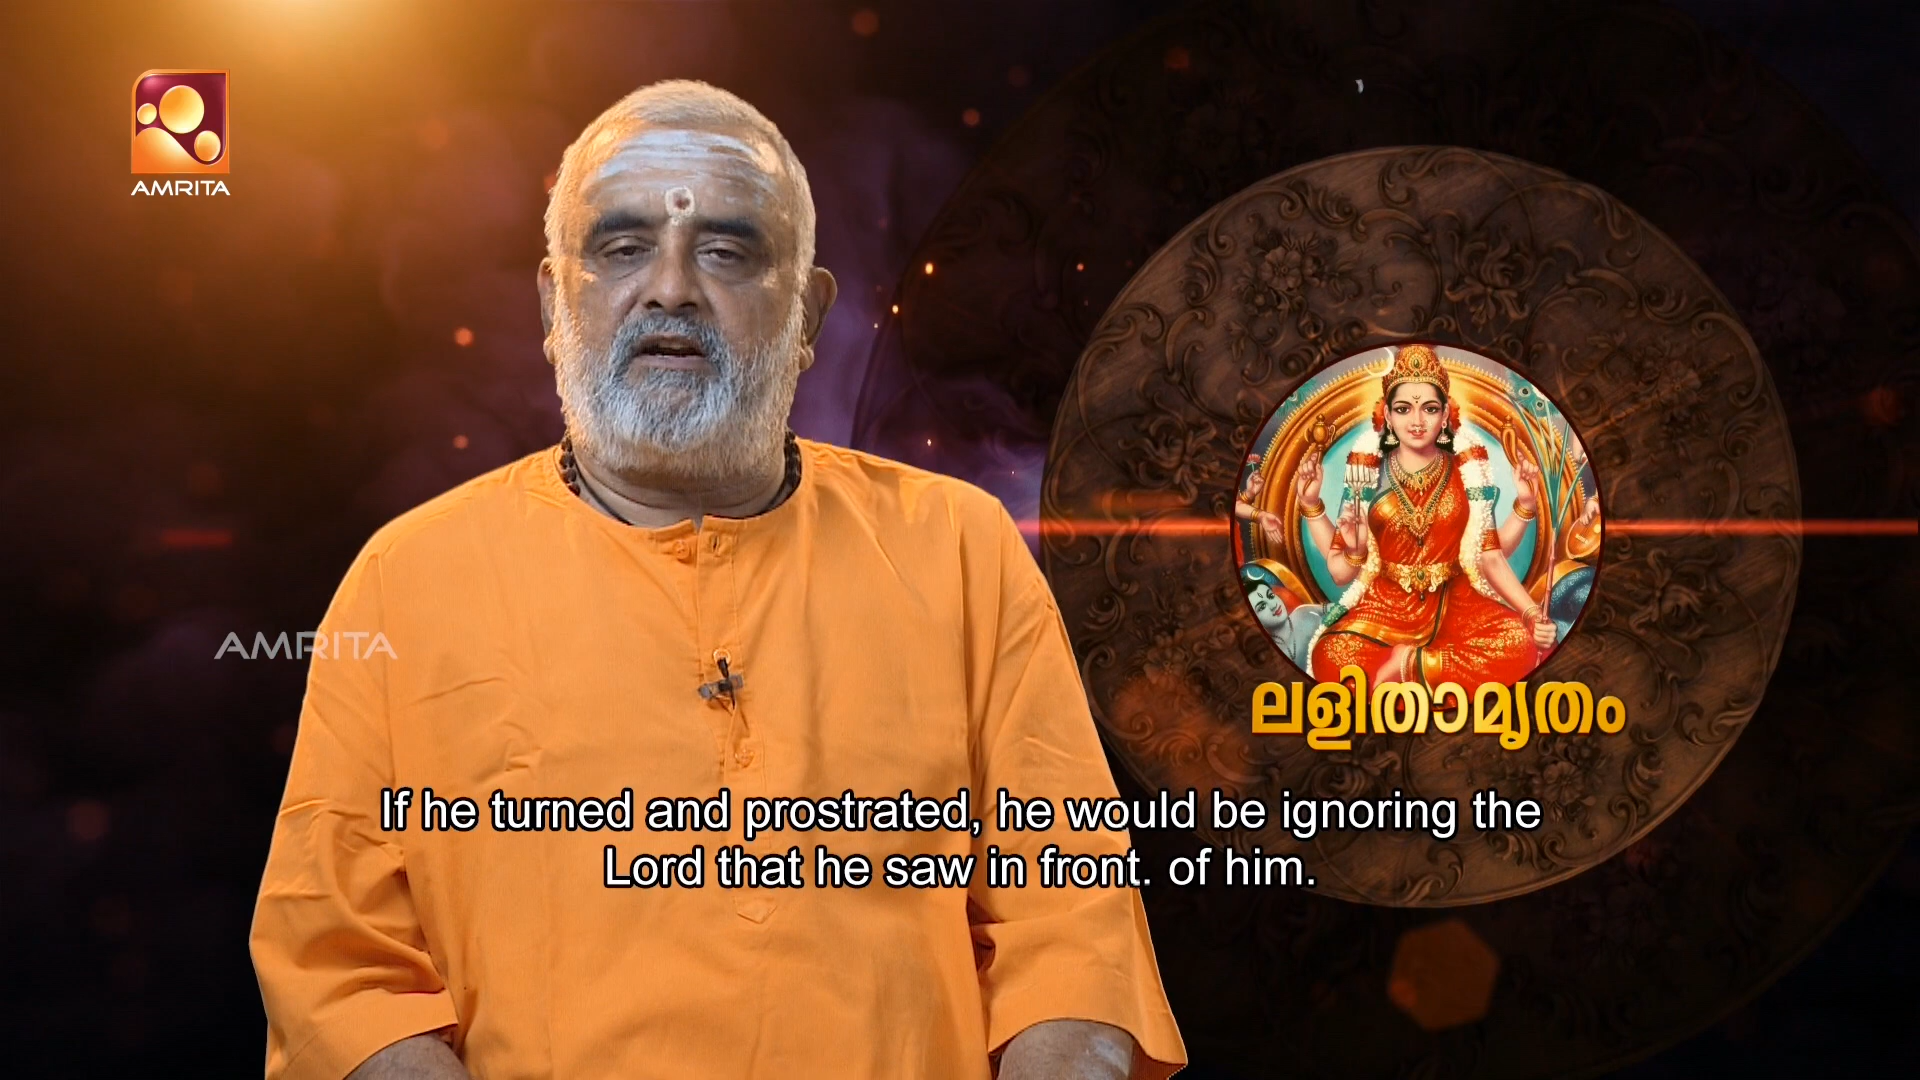 AMRITA
AMRITA
ലളിതാമൃതം
If he turned and prostrated, he would be ignoring the
Lord that he saw in front. of him.